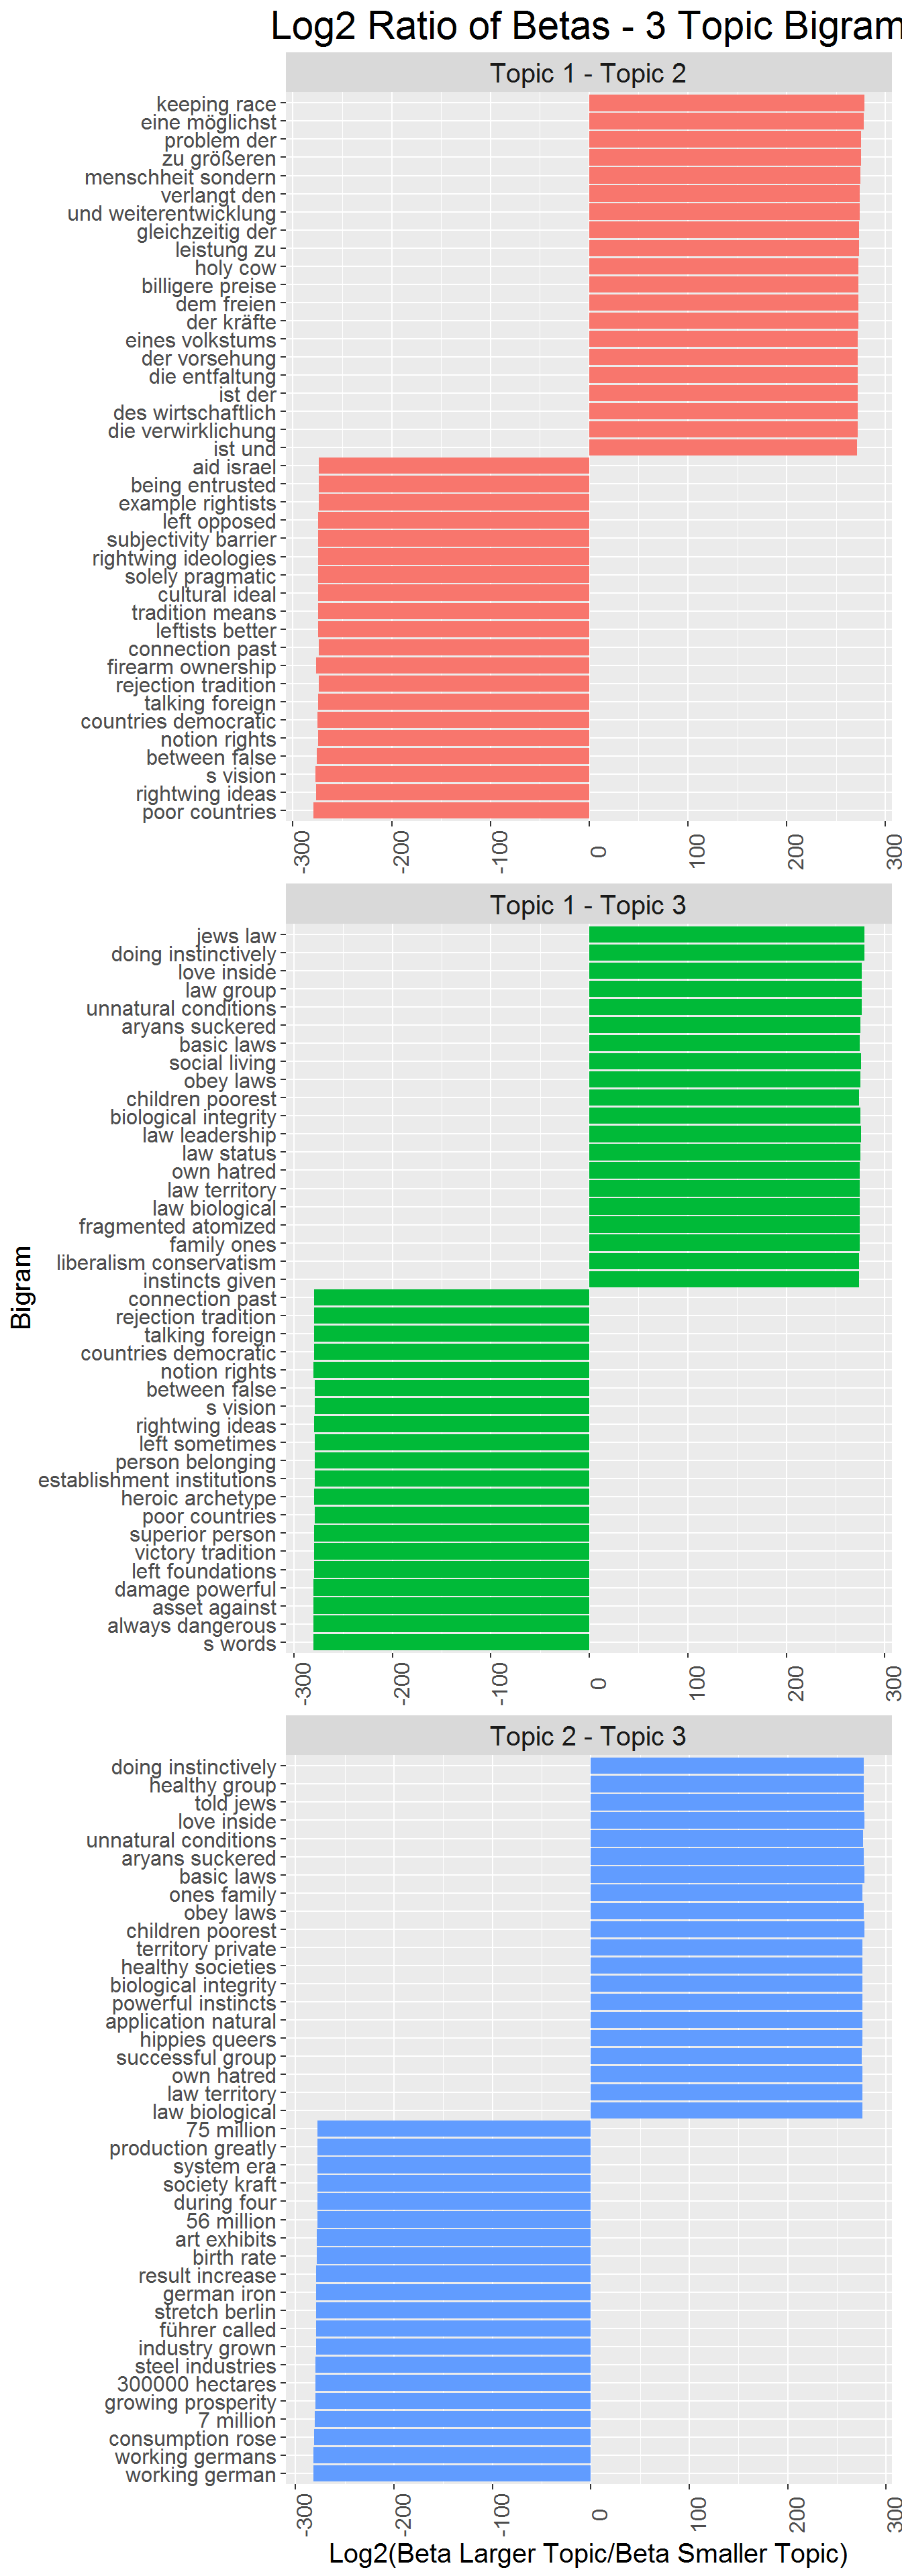 Log2 Ratio of Betas - 3 Topic Bigram
Topic 1 - Topic 2
keeping race
eine möglichst
problem der
zu größeren
menschheit sondern
verlangt den
und weiterentwicklung
gleichzeitig der
leistung zu
holy cow
billigere preise
dem freien
der kräfte
eines volkstums
der vorsehung
die entfaltung
ist der
des wirtschaftlich
die verwirklichung
ist und
aid israel
being entrusted
example rightists
left opposed
subjectivity barrier
rightwing ideologies
solely pragmatic
cultural ideal
tradition means
leftists better
connection past
firearm ownership
rejection tradition
talking foreign
countries democratic
notion rights
between false
s vision
rightwing ideas
poor countries
-300 -200 -100 0 100 200 300
Topic 1 - Topic 3
jews law
doing instinctively
love inside
law group
unnatural conditions
aryans suckered
basic laws
social living
obey laws
children poorest
biological integrity
law leadership
law status
own hatred
law territory
law biological
fragmented atomized
family ones
liberalism conservatism
instincts given
connection past
rejection tradition
talking foreign
countries democratic
notion rights
between false
s vision
rightwing ideas
left sometimes
person belonging
establishment institutions
heroic archetype
poor countries
superior person
victory tradition
left foundations
damage powerful
asset against
always dangerous
s words
-300 -200 -100 0 100 200 300
Bigram
Topic 2 - Topic 3
doing instinctively
healthy group
told jews
love inside
unnatural conditions
aryans suckered
basic laws
ones family
obey laws
children poorest
territory private
healthy societies
biological integrity
powerful instincts
application natural
hippies queers
successful group
own hatred
law territory
law biological
75 million
production greatly
system era
society kraft
during four
56 million
art exhibits
birth rate
result increase
german iron
stretch berlin
führer called
industry grown
steel industries
300000 hectares
growing prosperity
7 million
consumption rose
working germans
working german
-300 -200 -100 0 100 200 300
Log2(Beta Larger Topic/Beta Smaller Topic)